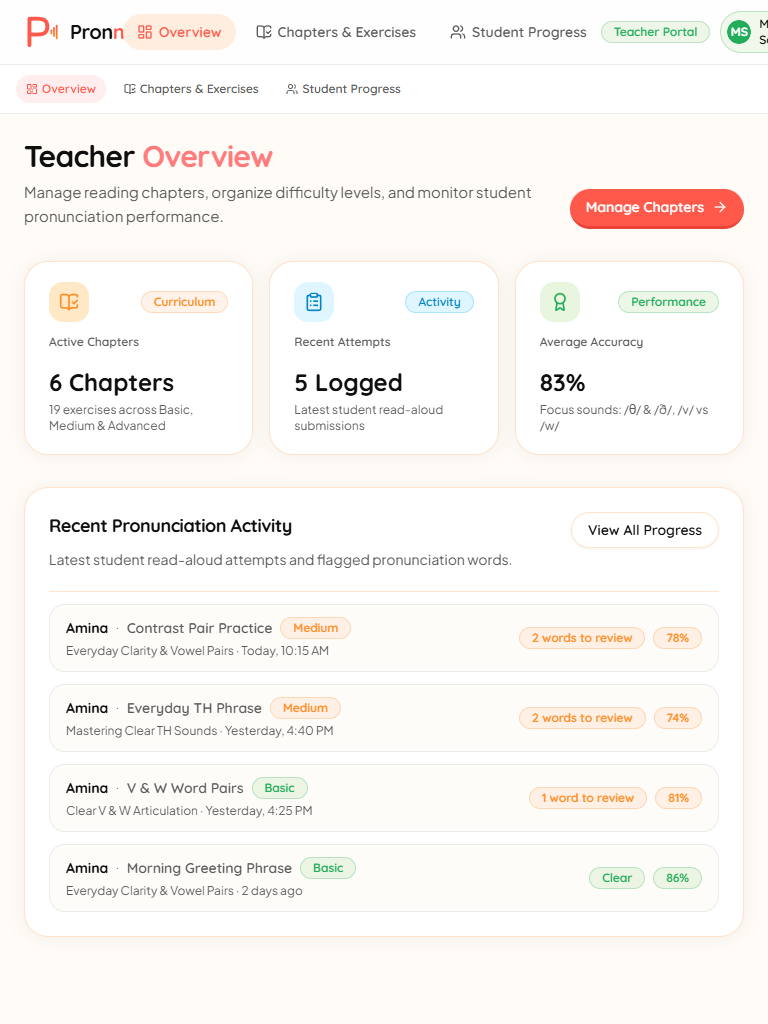 Pronn
Overview
Chapters & Exercises
Student Progress
Teacher Portal
MS
Overview
Chapters & Exercises
Student Progress
Teacher Overview
Manage reading chapters, organize difficulty levels, and monitor student
pronunciation performance.
Manage Chapters →
Curriculum
Active Chapters
6 Chapters
19 exercises across Basic,
Medium & Advanced
Activity
Recent Attempts
5 Logged
Latest student read-aloud
submissions
Performance
Average Accuracy
83%
Focus sounds: /θ/ & /ð/, /v/ vs
/w/
Recent Pronunciation Activity
View All Progress
Latest student read-aloud attempts and flagged pronunciation words.
Amina · Contrast Pair Practice Medium
Everyday Clarity & Vowel Pairs · Today, 10:15 AM
2 words to review 78%
Amina · Everyday TH Phrase Medium
Mastering Clear TH Sounds · Yesterday, 4:40 PM
2 words to review 74%
Amina · V & W Word Pairs Basic
Clear V & W Articulation · Yesterday, 4:25 PM
1 word to review 81%
Amina · Morning Greeting Phrase Basic
Everyday Clarity & Vowel Pairs · 2 days ago
Clear 86%